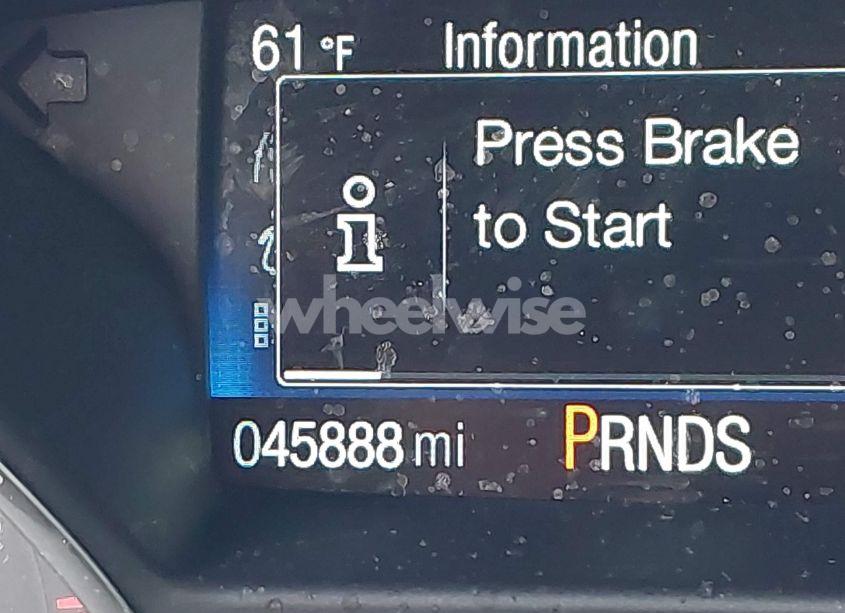 61 °F Information
Press Brake
to Start
wheelwise
045888 mi PRNDS